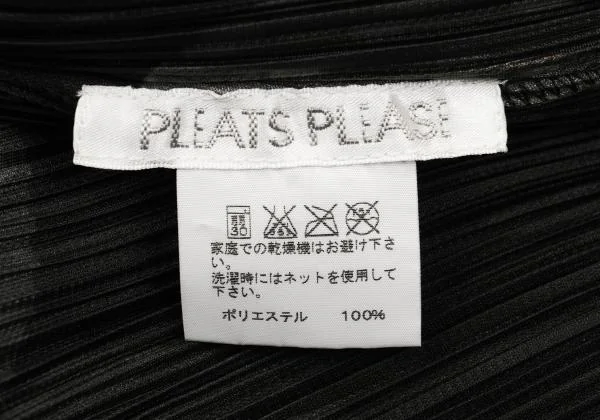 PLEATS PLEASE
30
家庭での乾燥機はお避け下さ
い。
洗濯時にはネットを使用して
下さい。
ポリエステル 100%